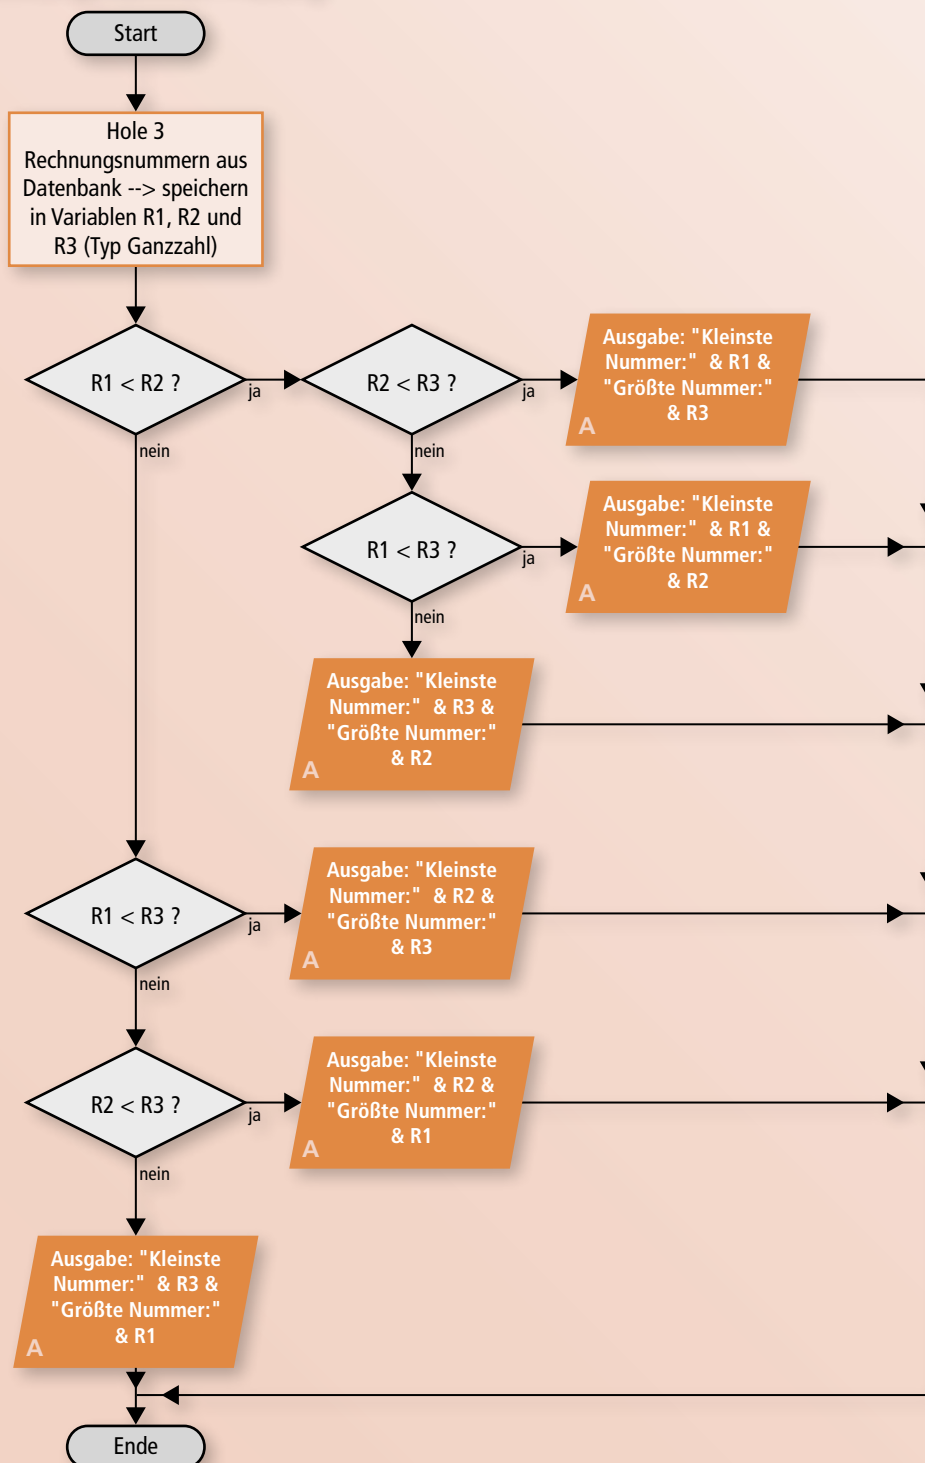 Start
Hole 3
Rechnungsnummern aus
Datenbank --> speichern
in Variablen R1, R2 und
R3 (Typ Ganzzahl)
R1 < R2 ?
ja
nein
R2 < R3 ?
ja
nein
Ausgabe: "Kleinste
Nummer:" & R1 &
"Größte Nummer:"
& R3
A
R1 < R3 ?
ja
nein
Ausgabe: "Kleinste
Nummer:" & R1 &
"Größte Nummer:"
& R2
A
Ausgabe: "Kleinste
Nummer:" & R3 &
"Größte Nummer:"
& R2
A
R1 < R3 ?
ja
nein
Ausgabe: "Kleinste
Nummer:" & R2 &
"Größte Nummer:"
& R3
A
R2 < R3 ?
ja
nein
Ausgabe: "Kleinste
Nummer:" & R2 &
"Größte Nummer:"
& R1
A
Ausgabe: "Kleinste
Nummer:" & R3 &
"Größte Nummer:"
& R1
A
Ende